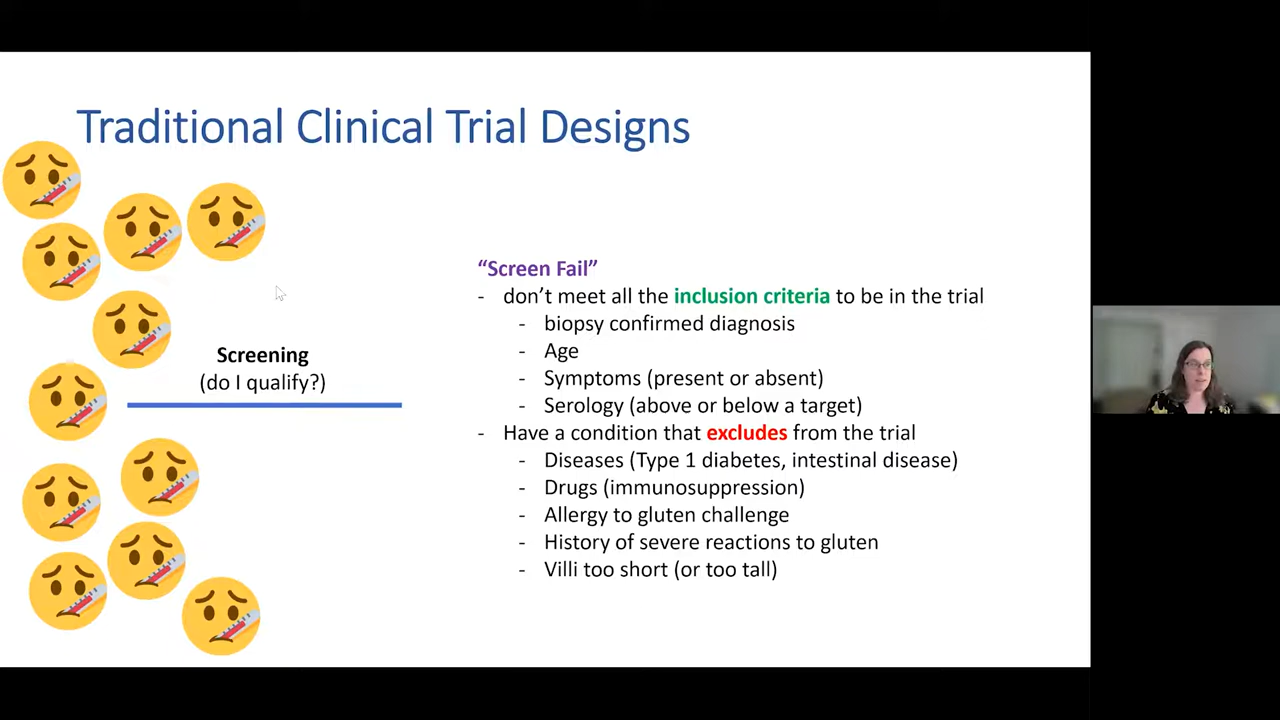 Traditional Clinical Trial Designs
Screening
(do I qualify?)
“Screen Fail”
- don’t meet all the inclusion criteria to be in the trial
- biopsy confirmed diagnosis
- Age
- Symptoms (present or absent)
- Serology (above or below a target)
- Have a condition that excludes from the trial
- Diseases (Type 1 diabetes, intestinal disease)
- Drugs (immunosuppression)
- Allergy to gluten challenge
- History of severe reactions to gluten
- Villi too short (or too tall)